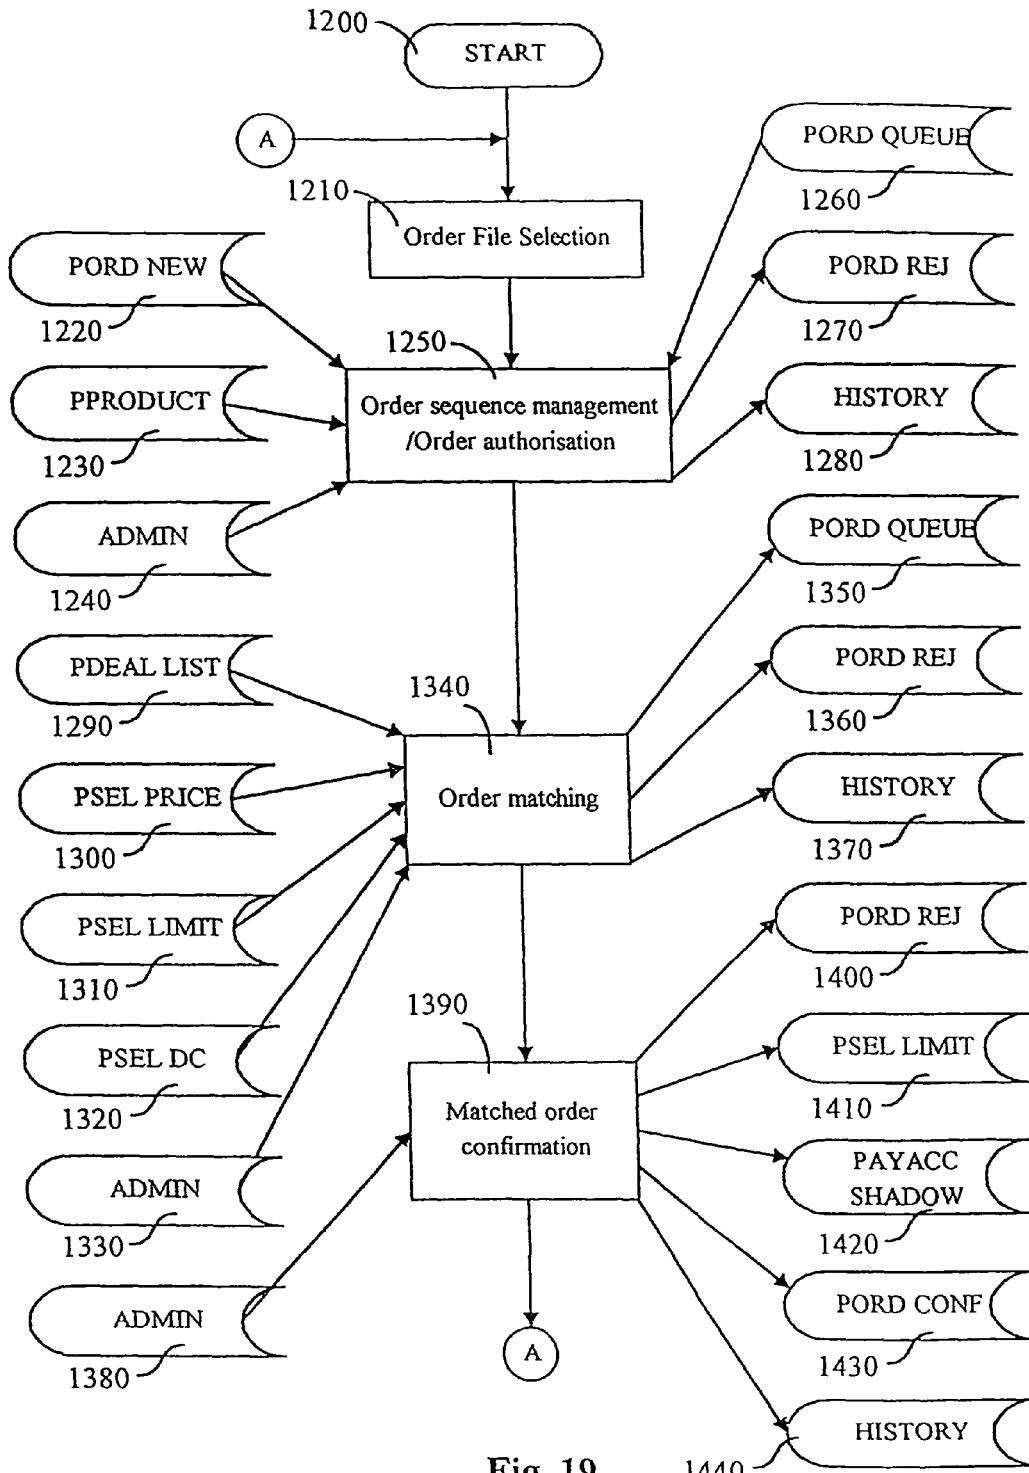 1200
START
A
PORD QUEUE
1260
1210
Order File Selection
PORD NEW
1220
PORD REJ
1270
1250
PPRODUCT
1230
Order sequence management
/Order authorisation
HISTORY
1280
ADMIN
1240
PORD QUEUE
1350
PDEAL LIST
1290
1340
PORD REJ
1360
PSEL PRICE
1300
Order matching
HISTORY
1370
PSEL LIMIT
1310
PORD REJ
1400
1390
PSEL DC
1320
PSEL LIMIT
1410
Matched order
confirmation
ADMIN
1330
PAYACC
SHADOW
1420
ADMIN
1380
PORD CONF
1430
A
HISTORY
1440
Fig. 19